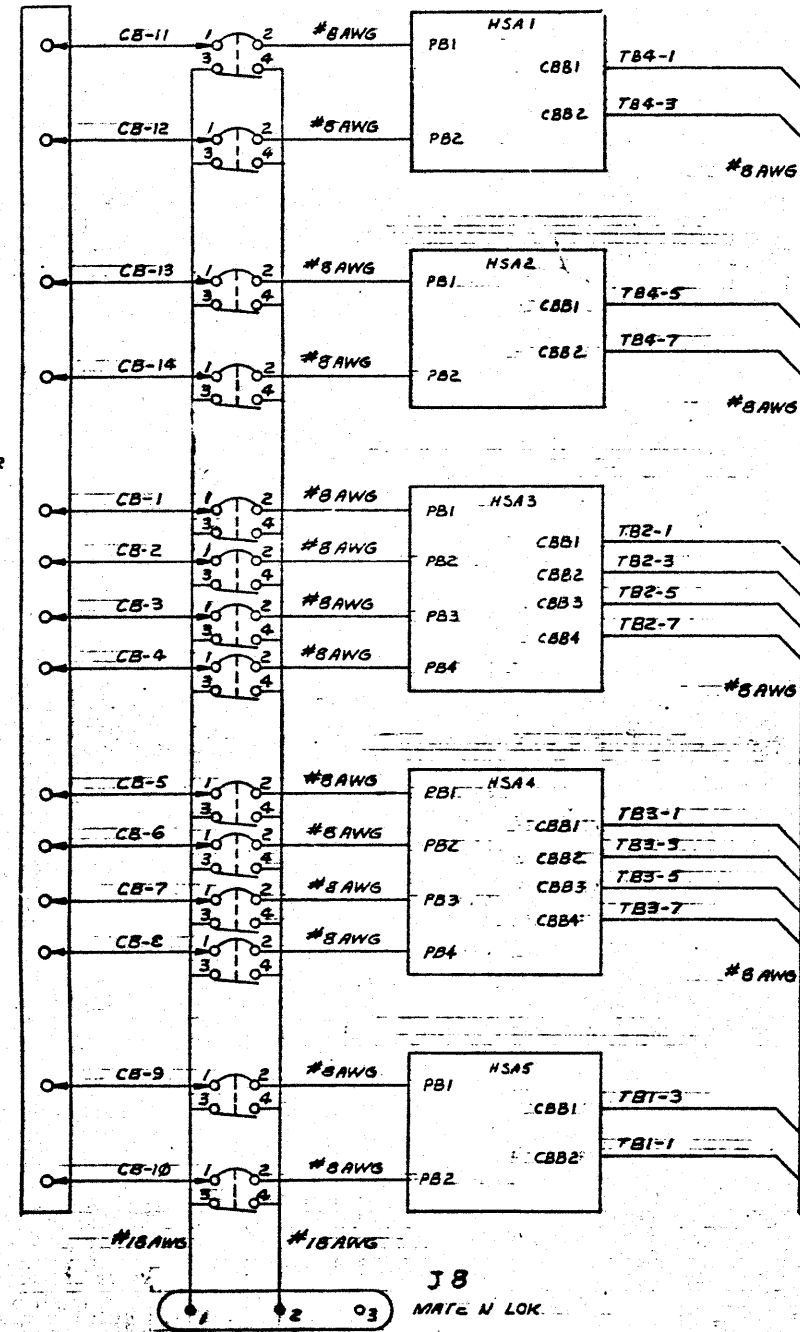 CB-11 1 2 #8AWG
3 4
HSA1
PB1
CBB1 TB4-1
CBB2 TB4-3
CB-12 1 2 #8AWG PB2
3 4
#8AWG
CB-13 1 2 #8AWG
3 4
HSA2
PB1
CBB1 TB4-5
CBB2 TB4-7
CB-14 1 2 #8AWG PB2
3 4
#8AWG
R
CB-1 1 2 #8AWG
3 4
HSA3
PB1
CBB1 TB2-1
CB-2 1 2 #8AWG PB2
3 4
CBB2 TB2-3
CBB3 TB2-5
CB-3 1 2 #8AWG PB3
3 4
CBB4 TB2-7
CB-4 1 2 #8AWG PB4
3 4
#8AWG
CB-5 1 2 #8AWG
3 4
HSA4
PB1
CBB1 TB3-1
CB-6 1 2 #8AWG PB2
3 4
CBB2 TB3-3
CBB3 TB3-5
CB-7 1 2 #8AWG PB3
3 4
CBB4 TB3-7
CB-8 1 2 #8AWG PB4
3 4
#8AWG
CB-9 1 2 #8AWG
3 4
HSA5
PB1
CBB1 TB1-3
CBB2 TB1-1
CB-10 1 2 #8AWG PB2
3 4
#18AWG #18AWG
J8
1 2 3 MATE N LOK